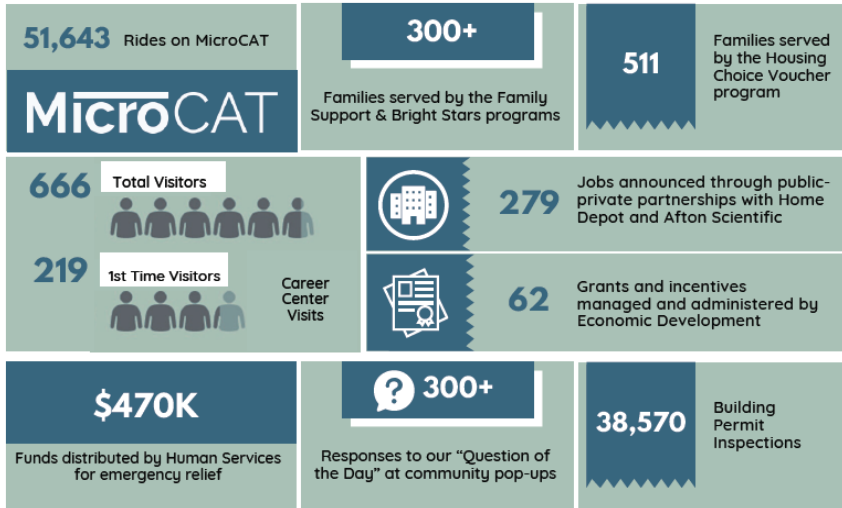 51,643 Rides on MicroCAT
MicroCAT
300+
Families served by the Family
Support & Bright Stars programs
511
Families served
by the Housing
Choice Voucher
program
666 Total Visitors
219 1st Time Visitors
Career
Center
Visits
279
Jobs announced through public-
private partnerships with Home
Depot and Afton Scientific
62
Grants and incentives
managed and administered by
Economic Development
$470K
Funds distributed by Human Services
for emergency relief
? 300+
Responses to our “Question of
the Day” at community pop-ups
38,570
Building
Permit
Inspections